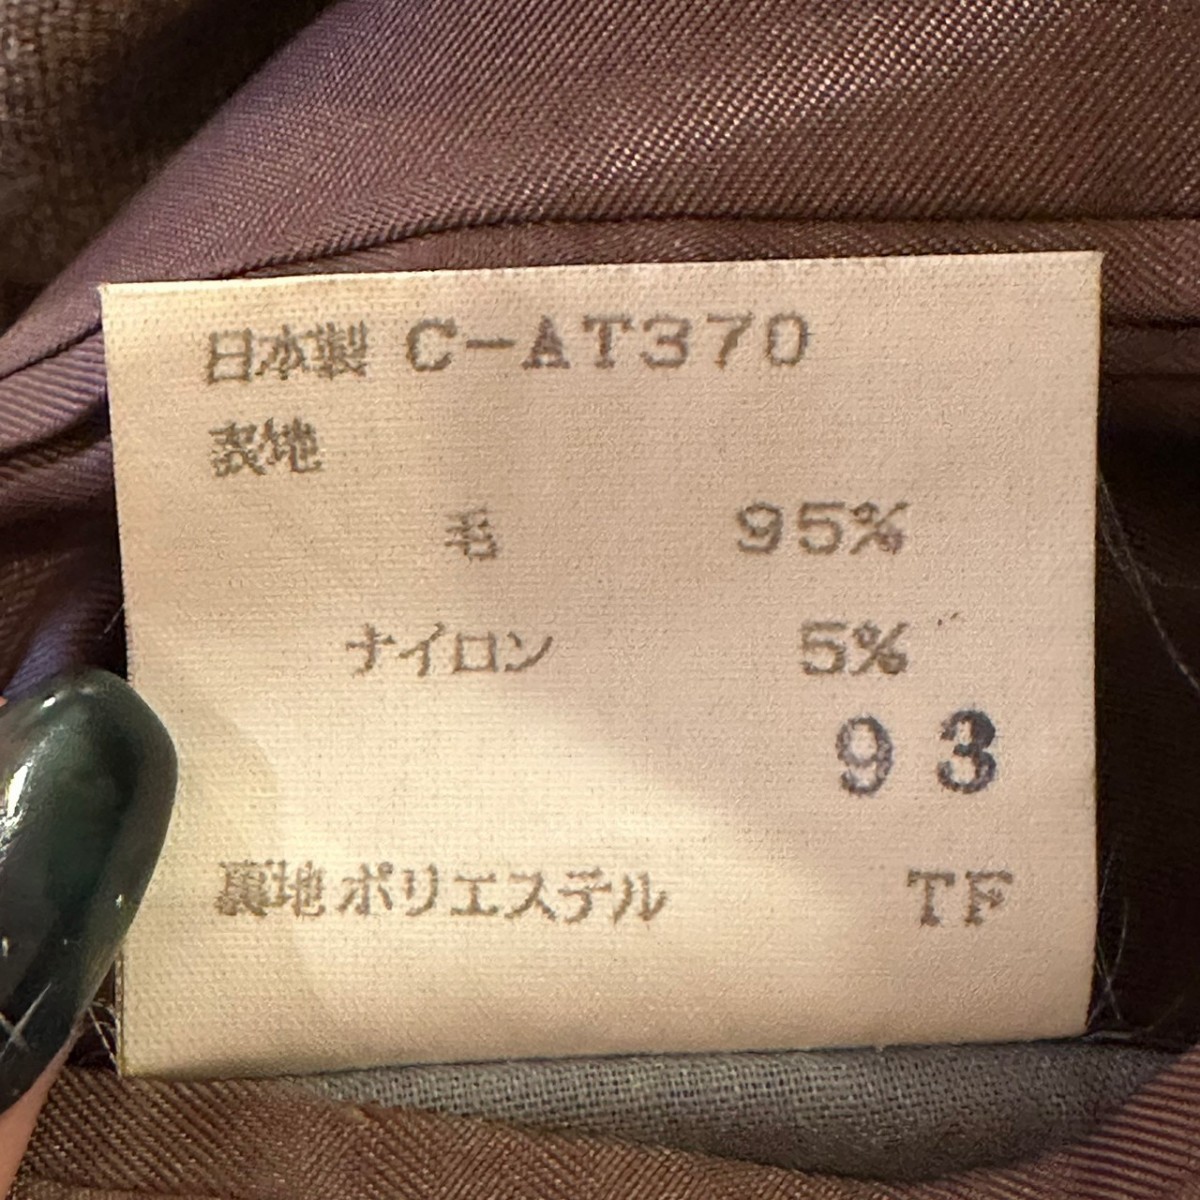 日本製 C-AT370
表地
毛 95%
ナイロン 5%
93
裏地 ポリエステル TF